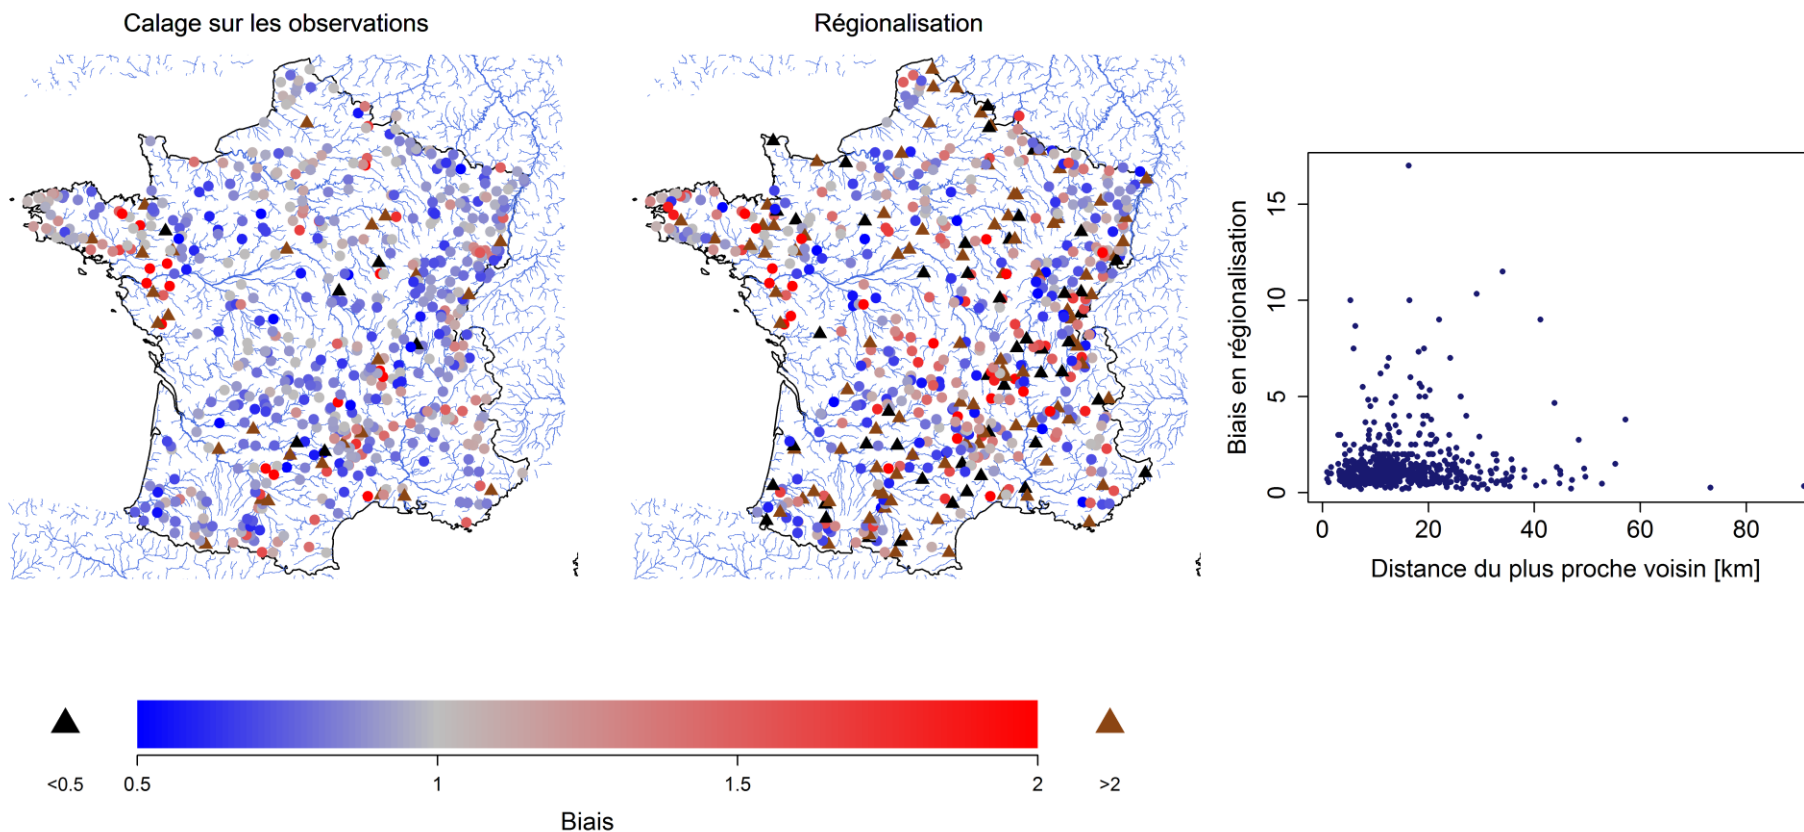 Calage sur les observations
Régionalisation
Biais en régionalisation
15
10
5
0
0 20 40 60 80
Distance du plus proche voisin [km]
<0.5 0.5 1 1.5 2 >2
Biais